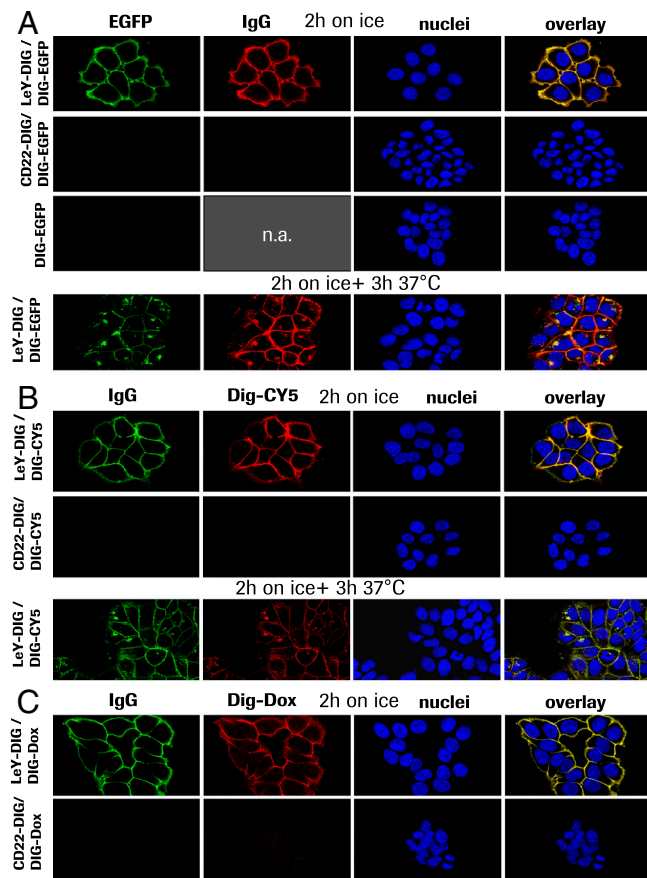 A
EGFP
IgG
2h on ice
nuclei
overlay
LeY-DIG /
DIG-EGFP
CD22-DIG/
DIG-EGFP
DIG-EGFP
n.a.
2h on ice+ 3h 37°C
LeY-DIG /
DIG-EGFP
B
IgG
Dig-CY5
2h on ice
nuclei
overlay
LeY-DIG /
DIG-CY5
CD22-DIG/
DIG-CY5
2h on ice+ 3h 37°C
LeY-DIG /
DIG-CY5
C
IgG
Dig-Dox
2h on ice
nuclei
overlay
LeY-DIG /
DIG-Dox
CD22-DIG/
DIG-Dox